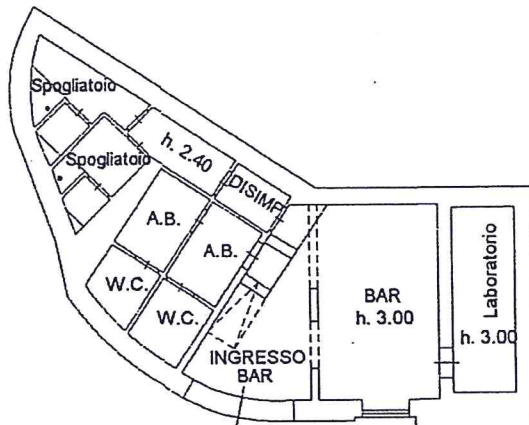 Spogliatoio
Spogliatoio
h. 2.40
DISIMP
A.B.
A.B.
W.C.
W.C.
INGRESSO
BAR
BAR
h. 3.00
Laboratorio
h. 3.00